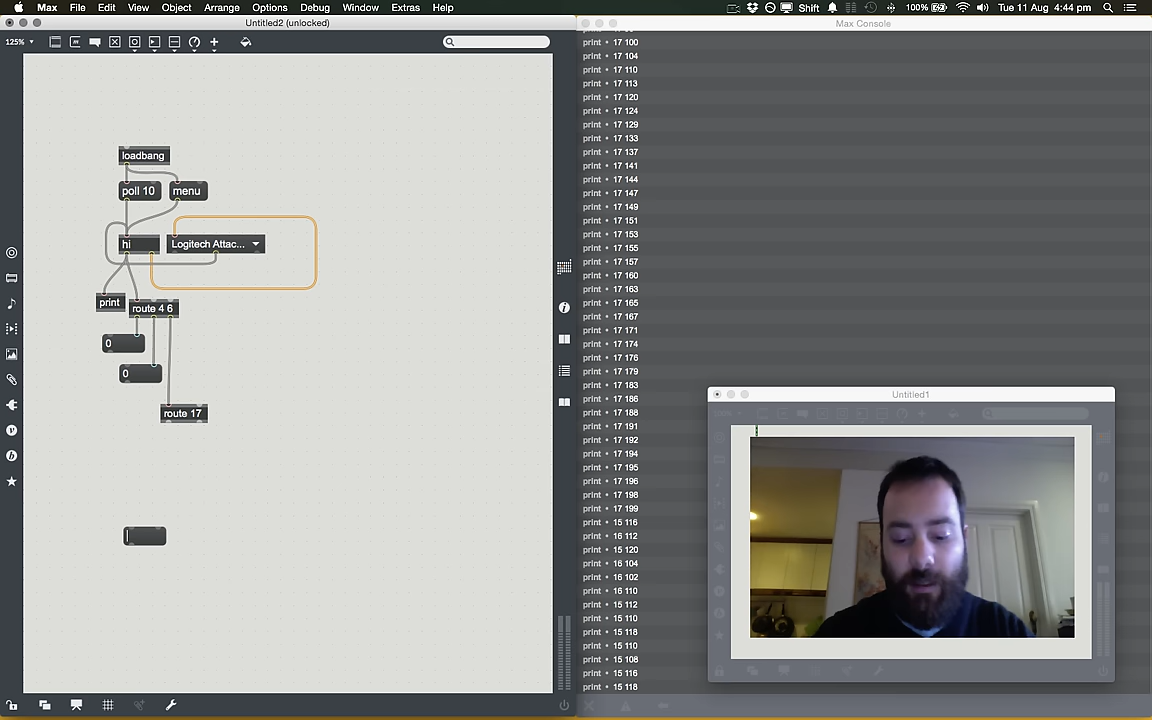 Max File Edit View Object Arrange Options Debug Window Extras Help
Shift 100% Tue 11 Aug 4:44 pm
Untitled2 (unlocked)
125%
loadbang
poll 10
menu
hi
Logitech Attac...
print
route 4 6
0
0
route 17
Max Console
print • 17 100
print • 17 104
print • 17 110
print • 17 113
print • 17 120
print • 17 124
print • 17 129
print • 17 133
print • 17 137
print • 17 141
print • 17 144
print • 17 147
print • 17 149
print • 17 151
print • 17 153
print • 17 155
print • 17 157
print • 17 160
print • 17 163
print • 17 165
print • 17 167
print • 17 171
print • 17 174
print • 17 176
print • 17 179
print • 17 183
print • 17 186
print • 17 188
print • 17 191
print • 17 192
print • 17 194
print • 17 195
print • 17 196
print • 17 198
print • 17 199
print • 15 116
print • 16 112
print • 15 120
print • 16 104
print • 16 102
print • 16 110
print • 15 112
print • 15 110
print • 15 118
print • 15 110
print • 15 108
print • 15 116
print • 15 118
Untitled1